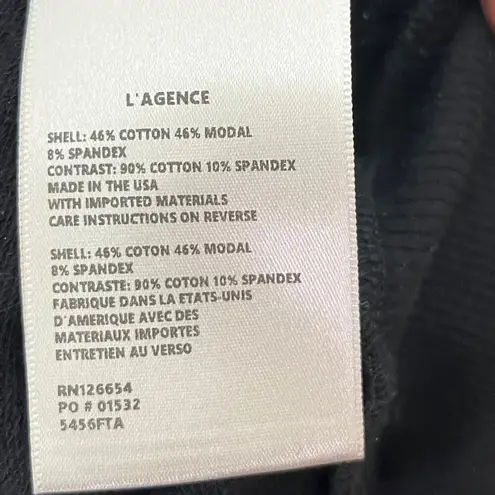 L'AGENCE
SHELL: 46% COTTON 46% MODAL
8% SPANDEX
CONTRAST: 90% COTTON 10% SPANDEX
MADE IN THE USA
WITH IMPORTED MATERIALS
CARE INSTRUCTIONS ON REVERSE
SHELL: 46% COTON 46% MODAL
8% SPANDEX
CONTRASTE: 90% COTON 10% SPANDEX
FABRIQUE DANS LA ETATS-UNIS
D'AMERIQUE AVEC DES
MATERIAUX IMPORTES
ENTRETIEN AU VERSO
RN126654
PO # 01532
5456FTA